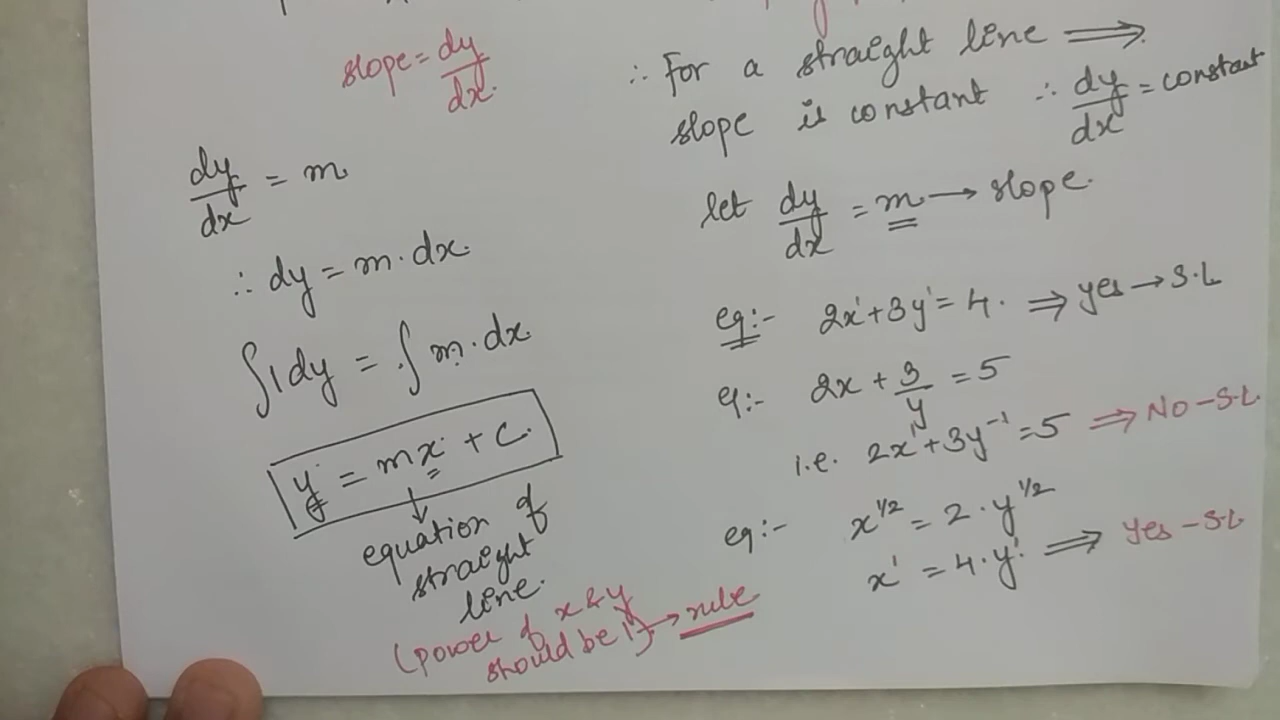 slope = dy/dx.
dy/dx = m
∴ dy = m·dx.
∫1 dy = ∫ m·dx.
y = mx + c.
equation of
straight
line.
(power of x & y
should be 1) → rule
∴ For a straight line ⟹
slope is constant ∴ dy/dx = constant
let dy/dx = m → slope.
eg:- 2x¹+3y¹=4. ⟹ yes → S.L
eg:- 2x + 3/y = 5
i.e. 2x¹+3y⁻¹=5 ⟹ No-S.L.
eg:- x^1/2 = 2·y^1/2
x¹ = 4·y¹ ⟹ yes - S.L